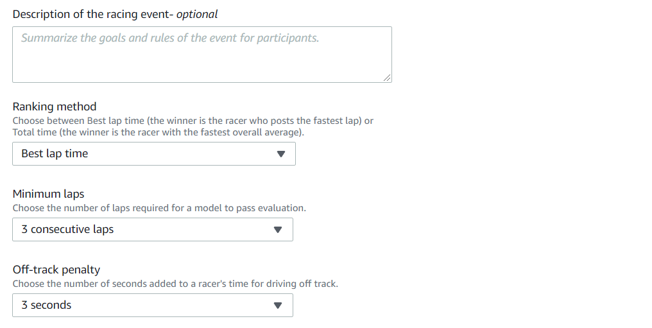 Description of the racing event- optional
Summarize the goals and rules of the event for participants.
Ranking method
Choose between Best lap time (the winner is the racer who posts the fastest lap) or
Total time (the winner is the racer with the fastest overall average).
Best lap time
Minimum laps
Choose the number of laps required for a model to pass evaluation.
3 consecutive laps
Off-track penalty
Choose the number of seconds added to a racer's time for driving off track.
3 seconds